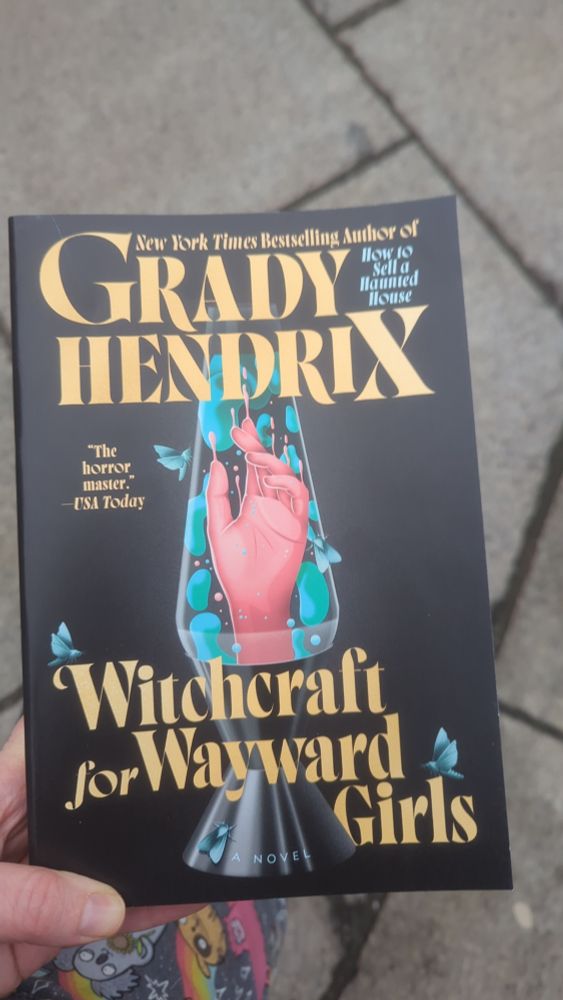 New York Times Bestselling Author of
How to
Sell a
Haunted
House
GRADY
HENDRIX
"The
horror
master."
—USA Today
Witchcraft
for Wayward
Girls
A NOVEL